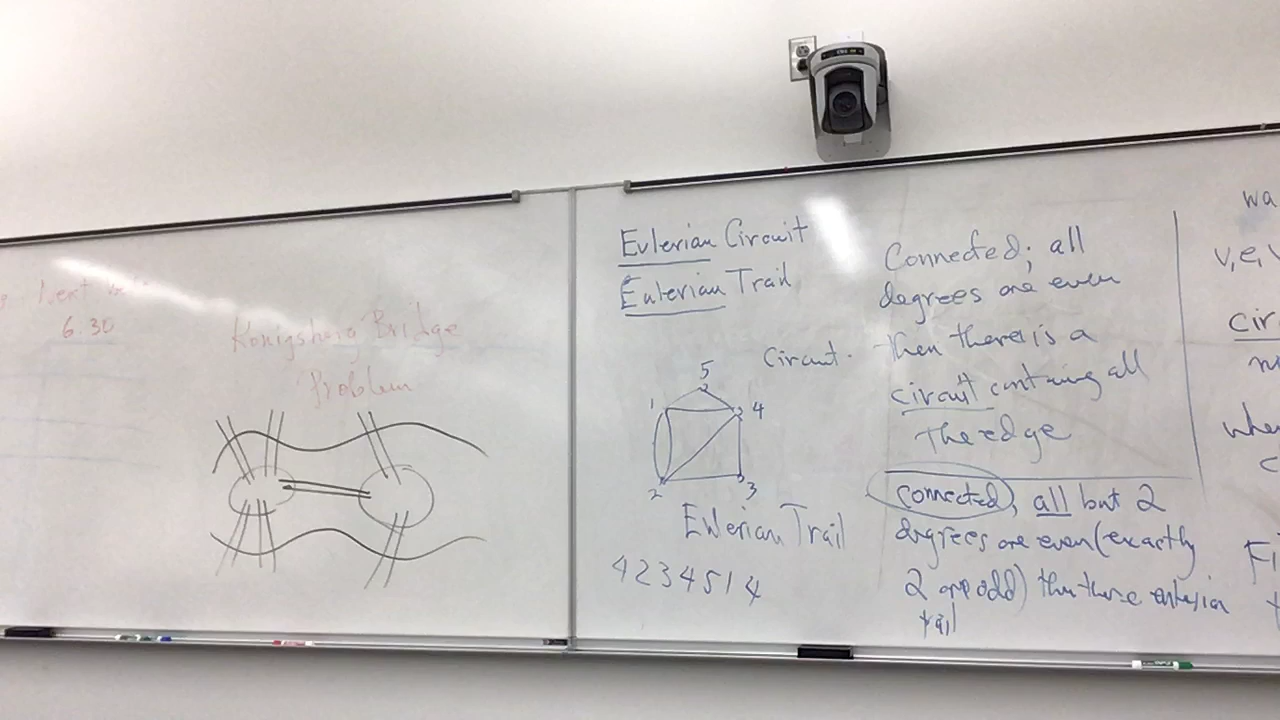 6:30
Konigsberg Bridge
Problem
Eulerian Circuit
Eulerian Trail
Circuit.
5
1
4
2
3
Eulerian Trail
4 2 3 4 5 1 4
Connected; all
degrees are even
then there is a
circuit containing all
the edge
connected, all but 2
degrees are even (exactly
2 are odd) then there
trail
wa
v, e, v
cir
whe
c
Fi